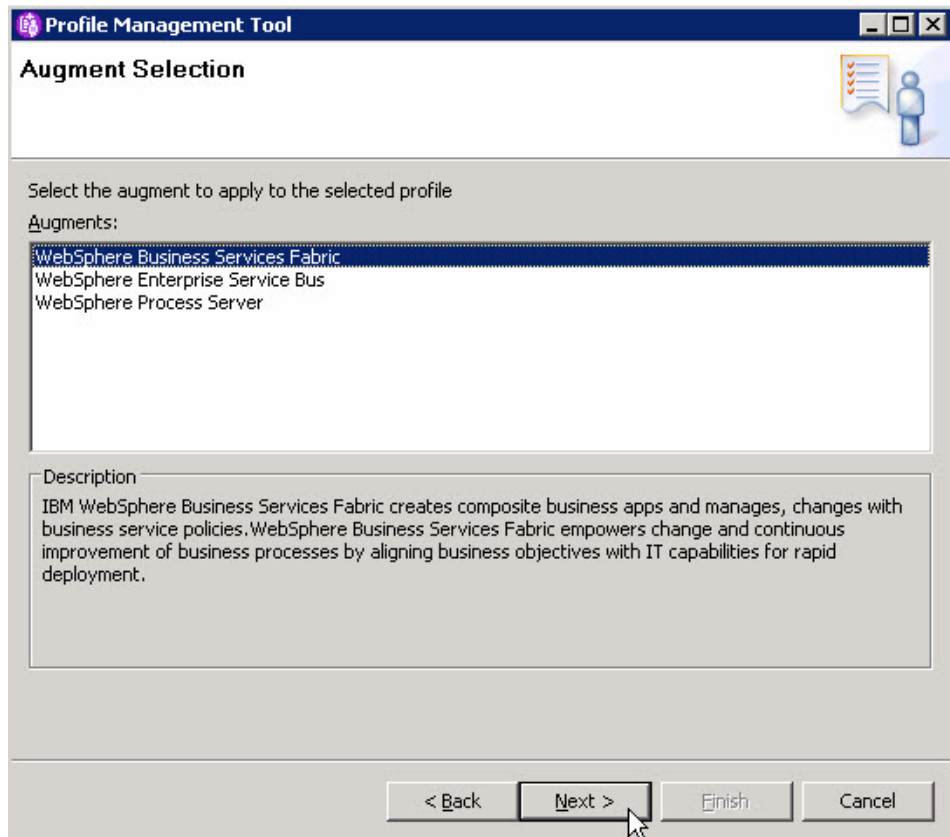 Profile Management Tool
Augment Selection
Select the augment to apply to the selected profile
Augments:
WebSphere Business Services Fabric
WebSphere Enterprise Service Bus
WebSphere Process Server
Description
IBM WebSphere Business Services Fabric creates composite business apps and manages, changes with
business service policies.WebSphere Business Services Fabric empowers change and continuous
improvement of business processes by aligning business objectives with IT capabilities for rapid
deployment.
< Back Next > Finish Cancel